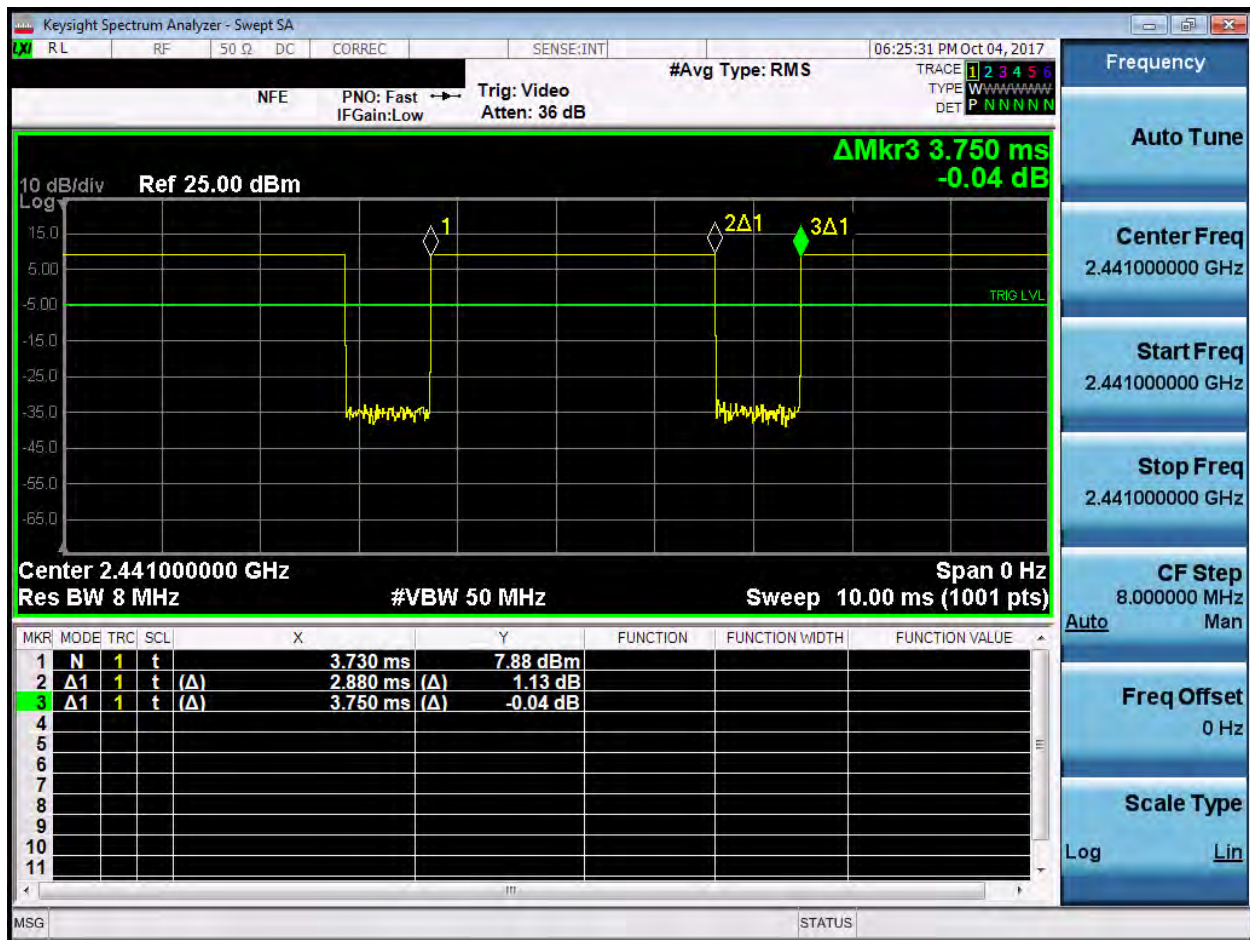 Keysight Spectrum Analyzer - Swept SA
LXI RL RF 50 Ω DC CORREC SENSE:INT 06:25:31 PM Oct 04, 2017
#Avg Type: RMS TRACE 1 2 3 4 5 6
Trig: Video TYPE WWWWWWW
NFE PNO: Fast Atten: 36 dB DET P N N N N N
IFGain:Low
ΔMkr3 3.750 ms
-0.04 dB
10 dB/div Ref 25.00 dBm
Log
15.0
5.00
-5.00
-15.0
-25.0
-35.0
-45.0
-55.0
-65.0
1
2Δ1
3Δ1
TRIG LVL
Center 2.441000000 GHz Span 0 Hz
Res BW 8 MHz #VBW 50 MHz Sweep 10.00 ms (1001 pts)
MKR MODE TRC SCL X Y FUNCTION FUNCTION WIDTH FUNCTION VALUE
1 N 1 t 3.730 ms 7.88 dBm
2 Δ1 1 t (Δ) 2.880 ms (Δ) 1.13 dB
3 Δ1 1 t (Δ) 3.750 ms (Δ) -0.04 dB
4
5
6
7
8
9
10
11
MSG STATUS
Frequency
Auto Tune
Center Freq
2.441000000 GHz
Start Freq
2.441000000 GHz
Stop Freq
2.441000000 GHz
CF Step
8.000000 MHz
Auto Man
Freq Offset
0 Hz
Scale Type
Log Lin